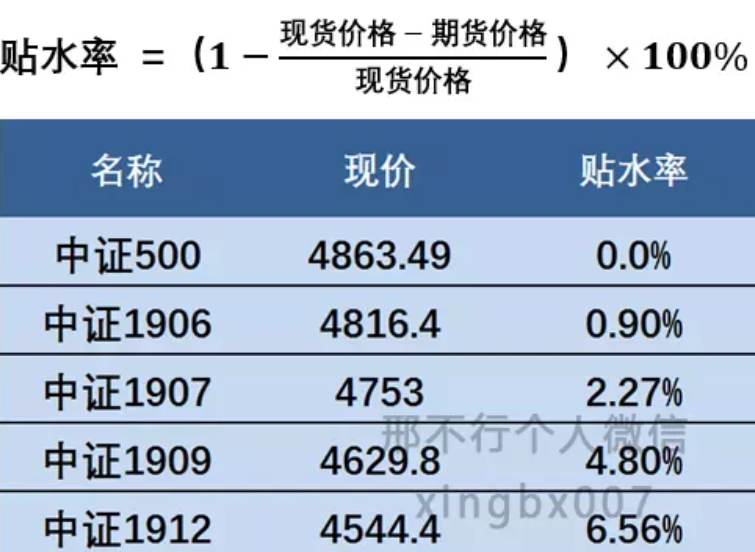 贴水率 = (1 − 现货价格 − 期货价格 / 现货价格) × 100%
名称 现价 贴水率
中证500 4863.49 0.0%
中证1906 4816.4 0.90%
中证1907 4753 2.27%
邢不行个人微信
中证1909 4629.8 4.80%
xingbx007
中证1912 4544.4 6.56%